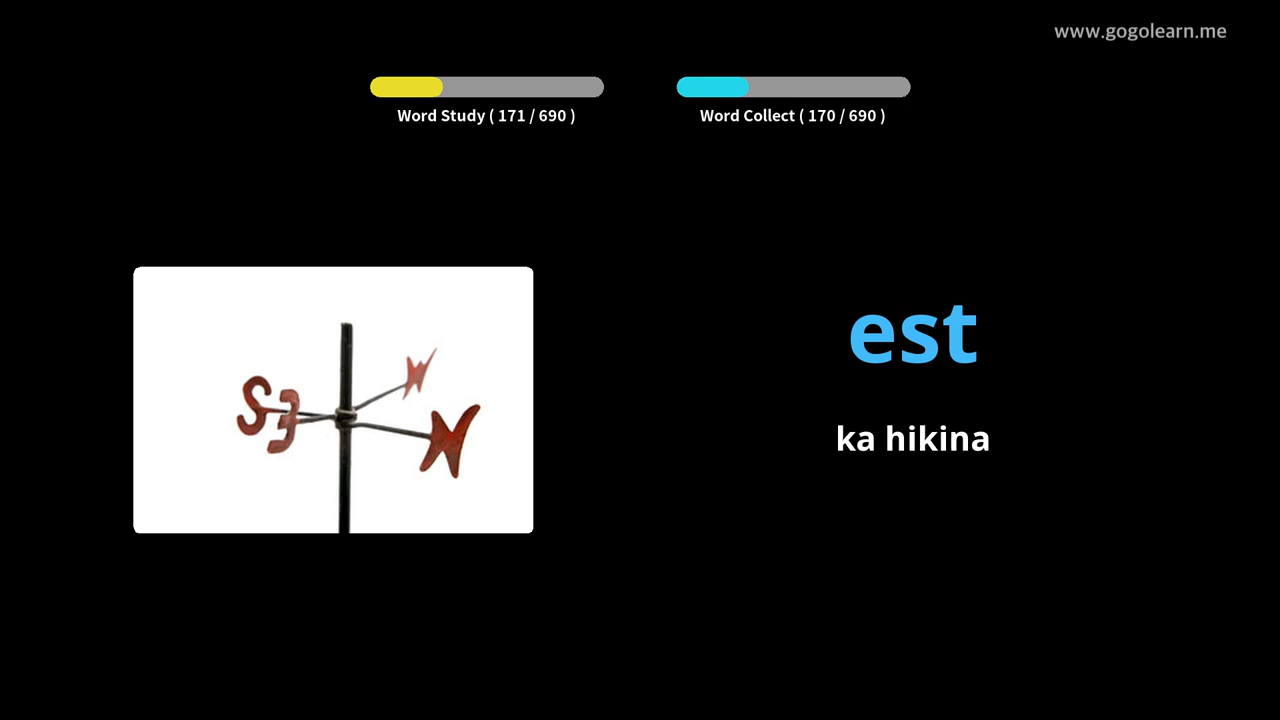 www.gogolearn.me
Word Study ( 171 / 690 )
Word Collect ( 170 / 690 )
est
ka hikina
S
E
N